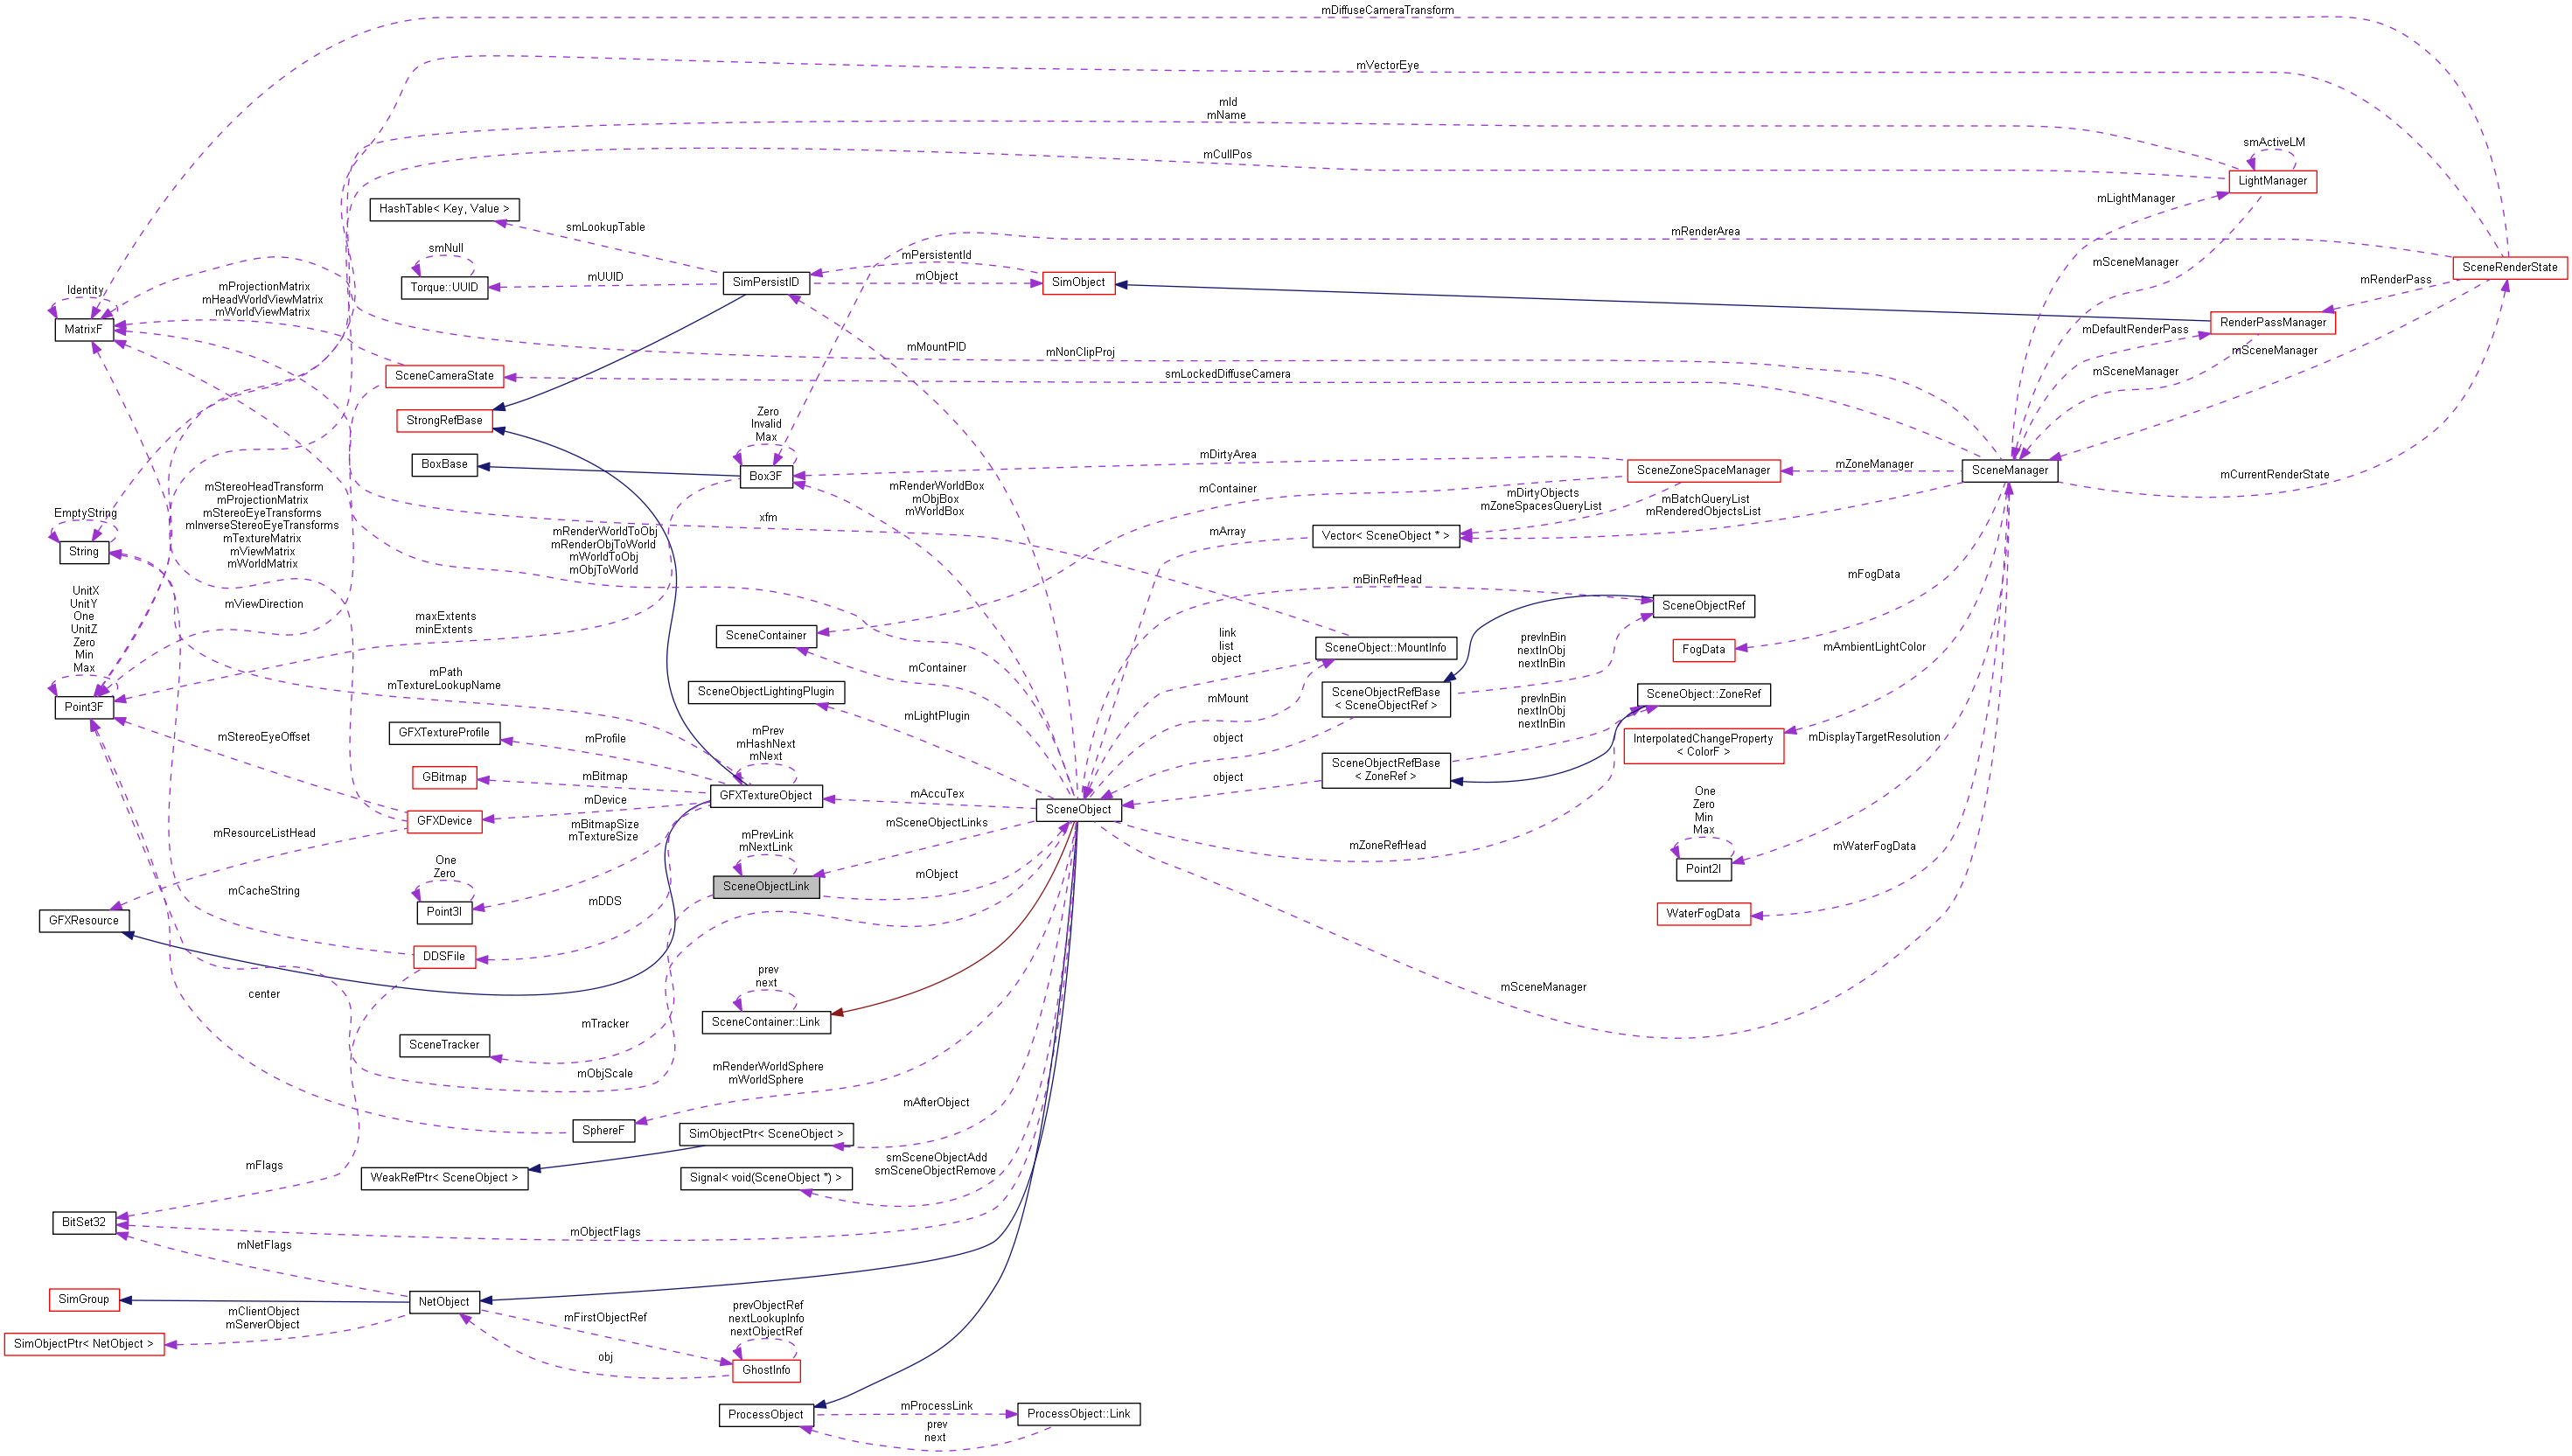 mDiffuseCameraTransform
mVectorEye
mId
mName
smActiveLM
mCullPos
LightManager
mLightManager
HashTable< Key, Value >
smLookupTable
smNull
mRenderArea
mPersistentId
mSceneManager
SceneRenderState
mUUID
mObject
mRenderPass
Torque::UUID
SimPersistID
SimObject
Identity
mProjectionMatrix
mHeadWorldViewMatrix
mWorldViewMatrix
MatrixF
RenderPassManager
mDefaultRenderPass
mMountPID
mNonClipProj
mSceneManager
mSceneManager
SceneCameraState
smLockedDiffuseCamera
StrongRefBase
Zero
Invalid
Max
mDirtyArea
mZoneManager
BoxBase
Box3F
SceneZoneSpaceManager
SceneManager
mCurrentRenderState
mStereoHeadTransform
mProjectionMatrix
mStereoEyeTransforms
mInverseStereoEyeTransforms
mTextureMatrix
mViewMatrix
mWorldMatrix
mRenderWorldBox
mObjBox
mWorldBox
mContainer
mDirtyObjects
mZoneSpacesQueryList
mBatchQueryList
mRenderedObjectsList
EmptyString
String
xfm
mRenderWorldToObj
mRenderObjToWorld
mWorldToObj
mObjToWorld
mArray
Vector< SceneObject * >
mBinRefHead
mFogData
UnitX
UnitY
One
UnitZ
Zero
Min
Max
mViewDirection
maxExtents
minExtents
SceneContainer
SceneObjectRef
link
list
object
SceneObject::MountInfo
prevInBin
nextInObj
nextInBin
FogData
mAmbientLightColor
mPath
mTextureLookupName
mContainer
SceneObjectLightingPlugin
SceneObjectRefBase
< SceneObjectRef >
SceneObject::ZoneRef
Point3F
mMount
mLightPlugin
prevInBin
nextInObj
nextInBin
GFXTextureProfile
mStereoEyeOffset
mProfile
mPrev
mHashNext
mNext
object
InterpolatedChangeProperty
< ColorF >
mDisplayTargetResolution
SceneObjectRefBase
< ZoneRef >
GBitmap
mBitmap
object
GFXTextureObject
mAccuTex
mDevice
SceneObject
One
Zero
Min
Max
GFXDevice
mResourceListHead
mBitmapSize
mTextureSize
mSceneObjectLinks
mPrevLink
mNextLink
mZoneRefHead
mWaterFogData
One
Zero
Point2I
SceneObjectLink
mObject
mCacheString
mDDS
Point3I
GFXResource
WaterFogData
DDSFile
prev
next
mSceneManager
center
SceneContainer::Link
mTracker
SceneTracker
mObjScale
mRenderWorldSphere
mWorldSphere
mAfterObject
SphereF
SimObjectPtr< SceneObject >
mFlags
WeakRefPtr< SceneObject >
Signal< void(SceneObject *) >
smSceneObjectAdd
smSceneObjectRemove
BitSet32
mObjectFlags
mNetFlags
SimGroup
NetObject
mClientObject
mServerObject
mFirstObjectRef
prevObjectRef
nextLookupInfo
nextObjectRef
SimObjectPtr< NetObject >
obj
GhostInfo
ProcessObject
mProcessLink
ProcessObject::Link
prev
next